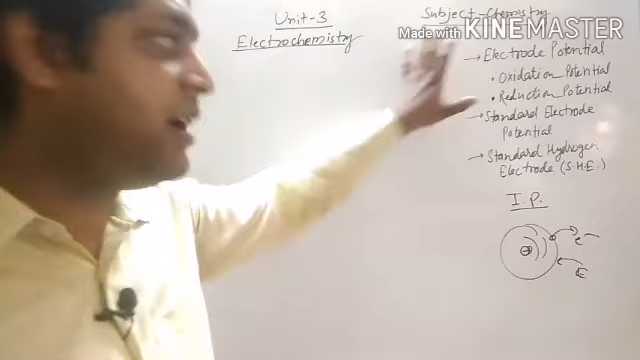 Unit-3
Electrochemistry
Subject-Chemistry
Made with KINEMASTER
→ Electrode Potential
• Oxidation Potential
• Reduction Potential
→ Standard Electrode
Potential
→ Standard Hydrogen
Electrode (S.H.E.)
I.P.
e-